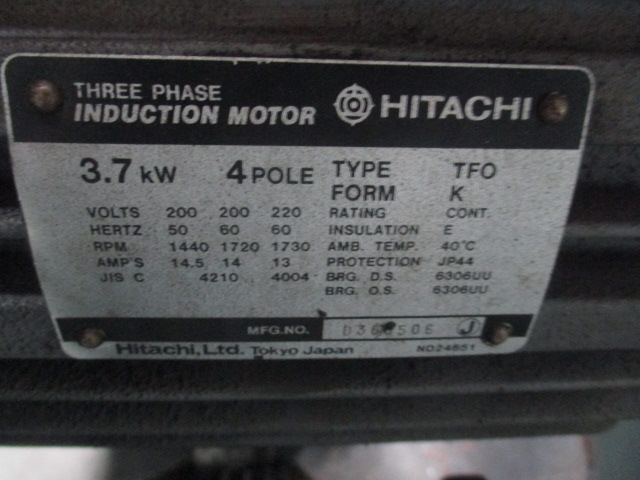 THREE PHASE
INDUCTION MOTOR HITACHI
3.7 kW 4 POLE TYPE TFO
FORM K
VOLTS 200 200 220 RATING CONT.
HERTZ 50 60 60 INSULATION E
RPM 1440 1720 1730 AMB. TEMP. 40°C
AMP'S 14.5 14 13 PROTECTION JP44
JIS C 4210 4004 BRG. D.S. 6306UU
BRG. O.S. 6306UU
MFG.NO. J
Hitachi, Ltd. Tokyo Japan ND24651